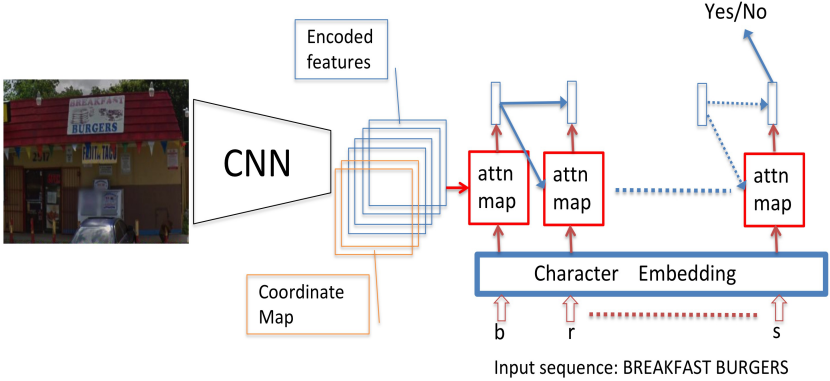 Yes/No
Encoded
features
BREAKFAST
BURGERS
2517
CNN
attn
map
attn
map
attn
map
Coordinate
Map
Character Embedding
b r s
Input sequence: BREAKFAST BURGERS